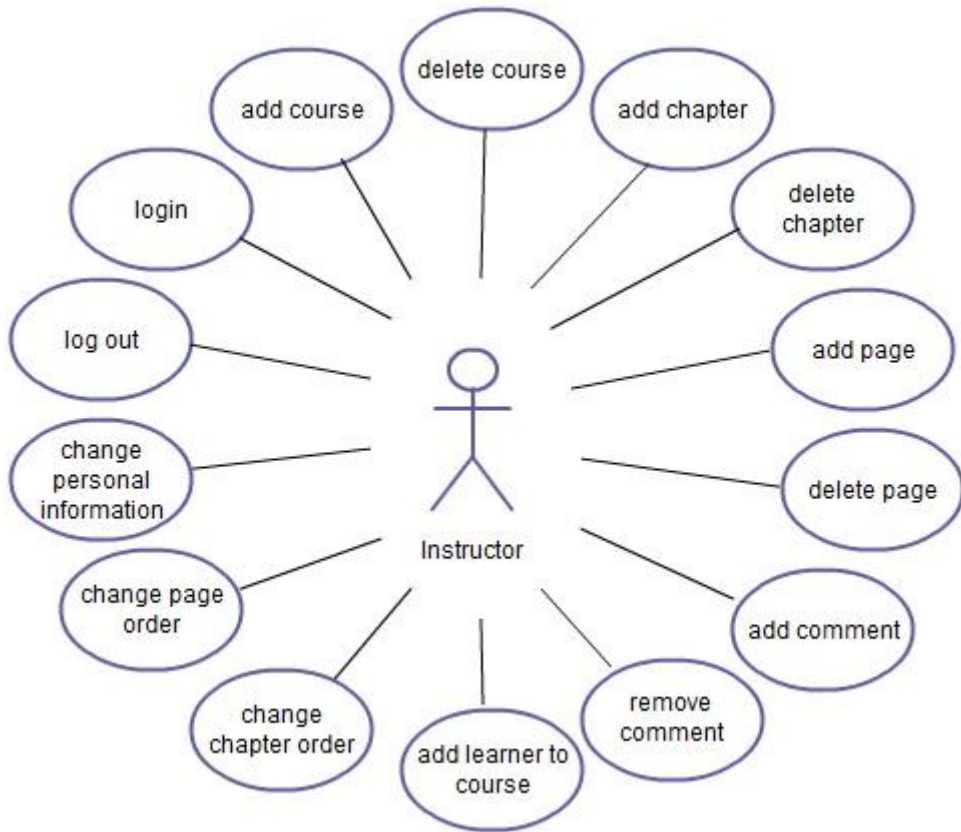 delete course
add course
add chapter
login
delete
chapter
log out
add page
change
personal
information
delete page
Instructor
change page
order
add comment
change
chapter order
remove
comment
add learner to
course